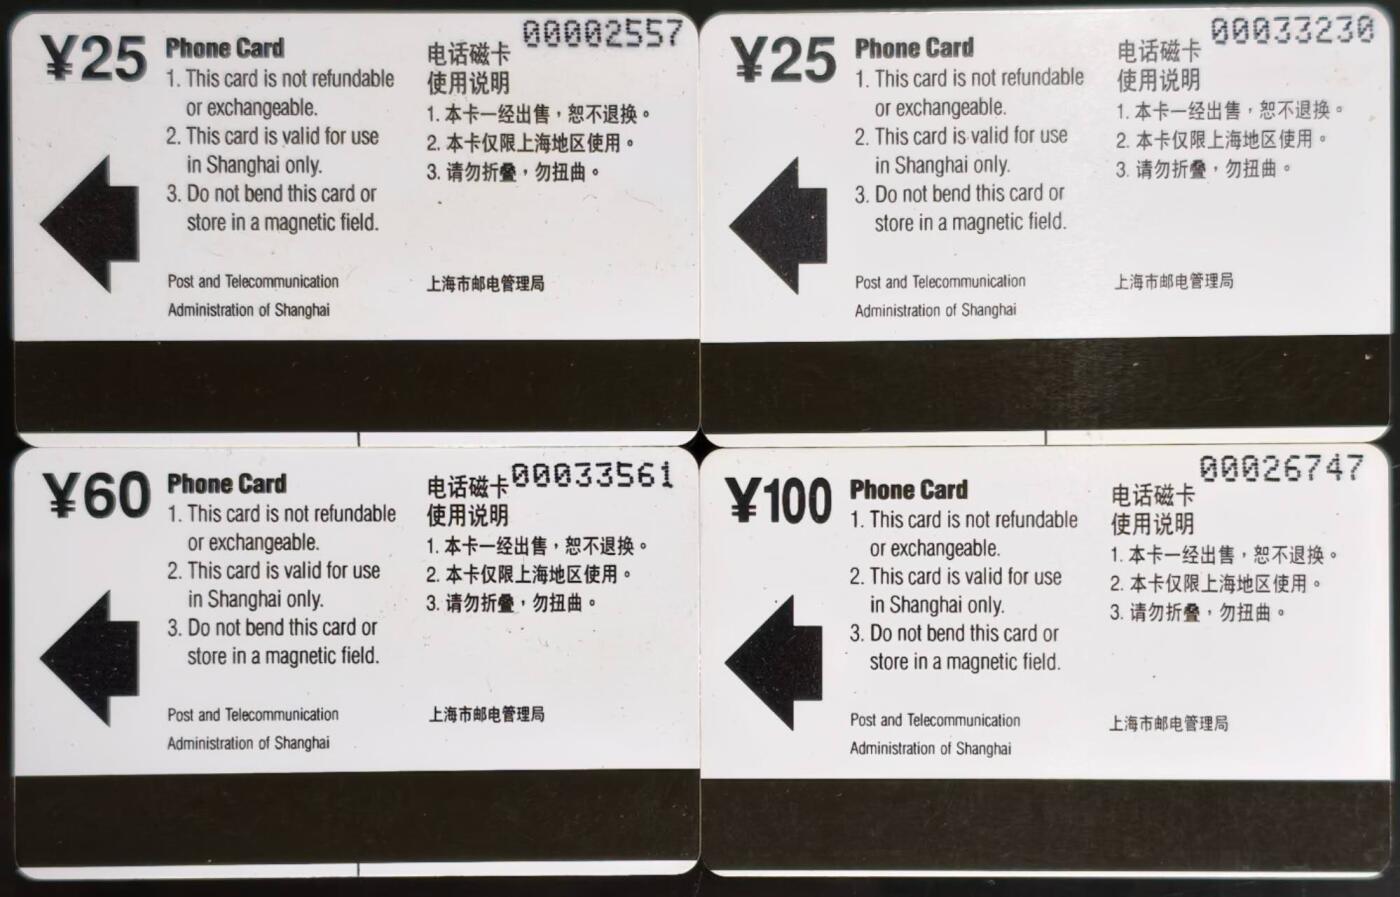 ¥25
Phone Card
1. This card is not refundable
or exchangeable.
2. This card is valid for use
in Shanghai only.
3. Do not bend this card or
store in a magnetic field.
Post and Telecommunication
Administration of Shanghai
00002557
电话磁卡
使用说明
1. 本卡一经出售，恕不退换。
2. 本卡仅限上海地区使用。
3. 请勿折叠，勿扭曲。
上海市邮电管理局
¥25
Phone Card
1. This card is not refundable
or exchangeable.
2. This card is valid for use
in Shanghai only.
3. Do not bend this card or
store in a magnetic field.
Post and Telecommunication
Administration of Shanghai
00033230
电话磁卡
使用说明
1. 本卡一经出售，恕不退换。
2. 本卡仅限上海地区使用。
3. 请勿折叠，勿扭曲。
上海市邮电管理局
¥60
Phone Card
1. This card is not refundable
or exchangeable.
2. This card is valid for use
in Shanghai only.
3. Do not bend this card or
store in a magnetic field.
Post and Telecommunication
Administration of Shanghai
00033561
电话磁卡
使用说明
1. 本卡一经出售，恕不退换。
2. 本卡仅限上海地区使用。
3. 请勿折叠，勿扭曲。
上海市邮电管理局
¥100
Phone Card
1. This card is not refundable
or exchangeable.
2. This card is valid for use
in Shanghai only.
3. Do not bend this card or
store in a magnetic field.
Post and Telecommunication
Administration of Shanghai
00026747
电话磁卡
使用说明
1. 本卡一经出售，恕不退换。
2. 本卡仅限上海地区使用。
3. 请勿折叠，勿扭曲。
上海市邮电管理局